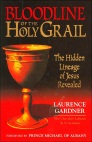 BLOODLINE
OF THE HOLY GRAIL
The Hidden
Lineage of Jesus
Revealed
LAURENCE
GARDNER
FOREWORD BY PRINCE MICHAEL OF ALBANY